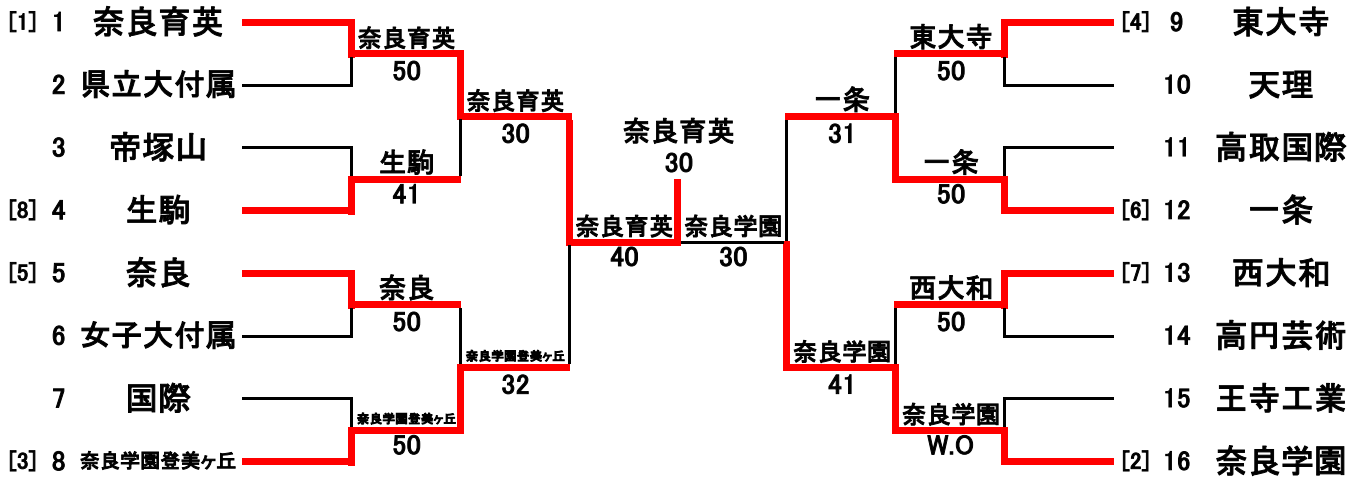 [1] 1 奈良育英
2 県立大付属
3 帝塚山
[8] 4 生駒
[5] 5 奈良
6 女子大付属
7 国際
[3] 8 奈良学園登美ヶ丘
奈良育英
50
生駒
41
奈良
50
奈良学園登美ヶ丘
50
奈良育英
30
奈良学園登美ヶ丘
32
奈良育英
40
奈良育英
30
奈良学園
30
一条
31
奈良学園
41
東大寺
50
一条
50
西大和
50
奈良学園
W.O
[4] 9 東大寺
10 天理
11 高取国際
[6] 12 一条
[7] 13 西大和
14 高円芸術
15 王寺工業
[2] 16 奈良学園